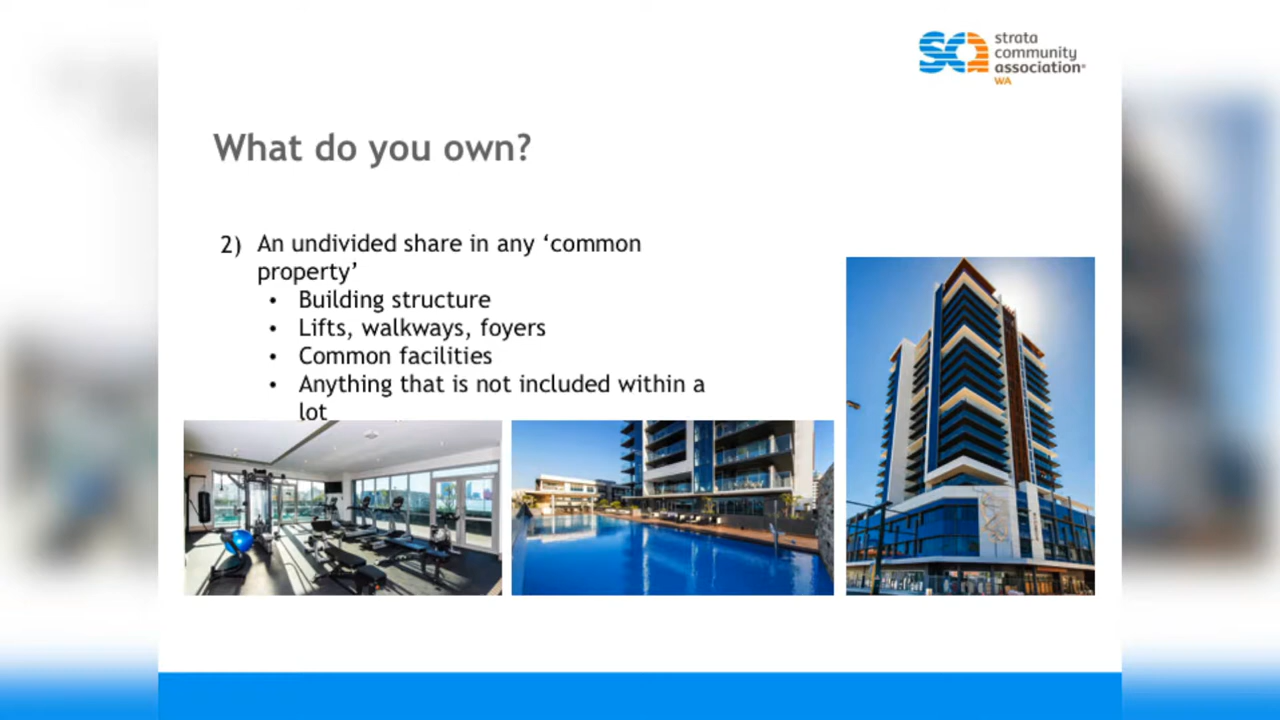 strata
community
association
WA
What do you own?
2) An undivided share in any ‘common
property’
• Building structure
• Lifts, walkways, foyers
• Common facilities
• Anything that is not included within a
lot